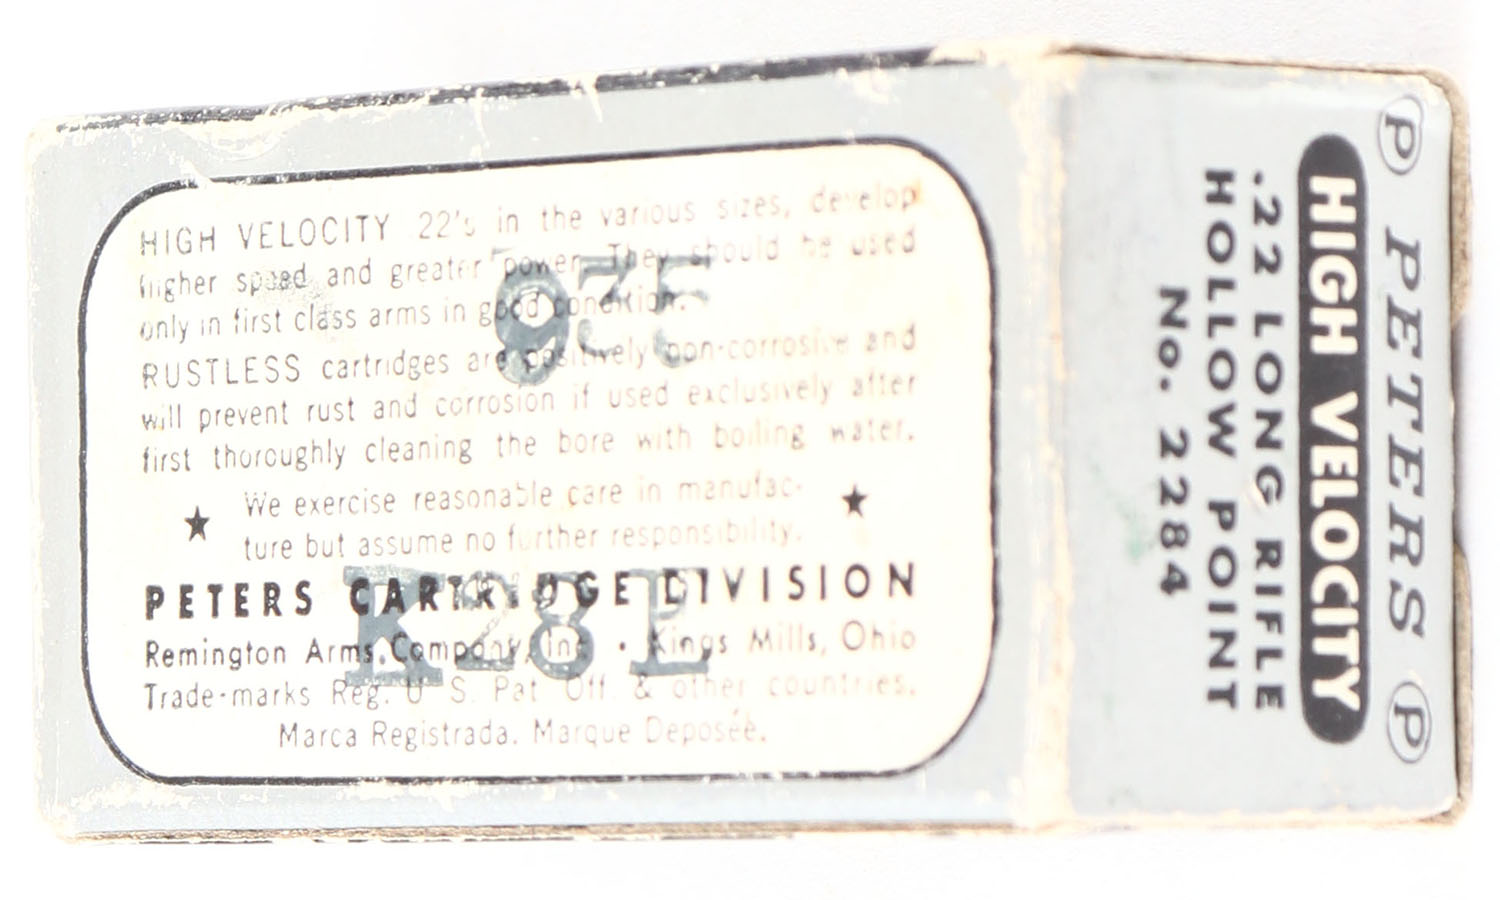 HIGH VELOCITY 22's in the various sizes, develop
higher speed and greater power. They should be used
only in first class arms in good condition.
RUSTLESS cartridges are positively non-corrosive and
will prevent rust and corrosion if used exclusively after
first thoroughly cleaning the bore with boiling water.
★ We exercise reasonable care in manufac- ★
ture but assume no further responsibility.
PETERS CARTRIDGE DIVISION
Remington Arms Company, Inc. • Kings Mills, Ohio
Trade-marks Reg. U. S. Pat. Off. & other countries.
Marca Registrada. Marque Deposée.
K28L
P PETERS P
HIGH VELOCITY
.22 LONG RIFLE
HOLLOW POINT
No. 2284